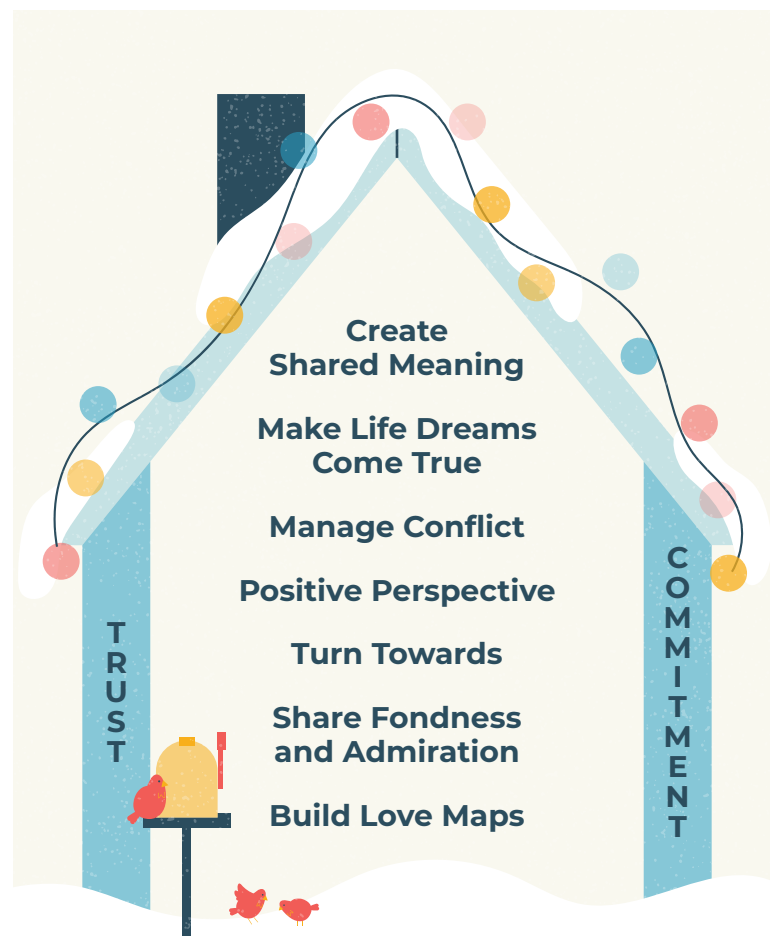 Create
Shared Meaning
Make Life Dreams
Come True
Manage Conflict
Positive Perspective
Turn Towards
Share Fondness
and Admiration
Build Love Maps
TRUST
COMMITMENT